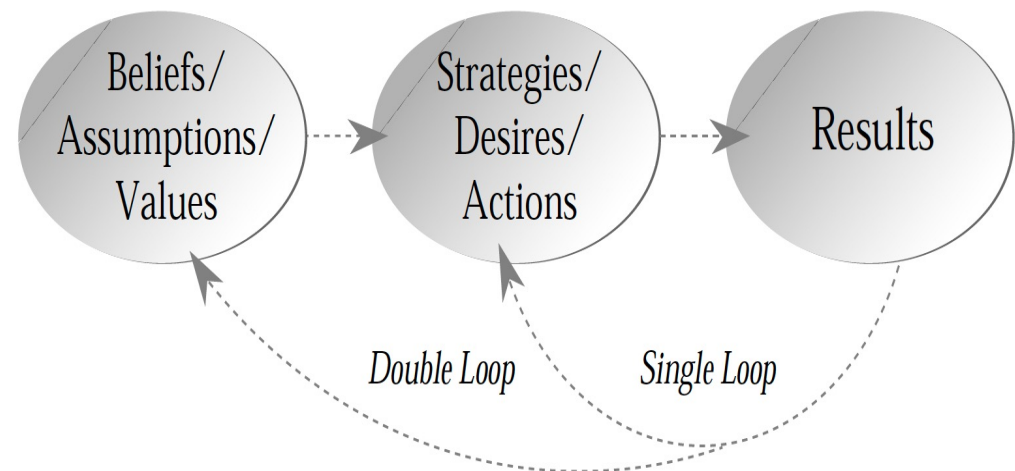 Beliefs/
Assumptions/
Values
Strategies/
Desires/
Actions
Results
Double Loop
Single Loop